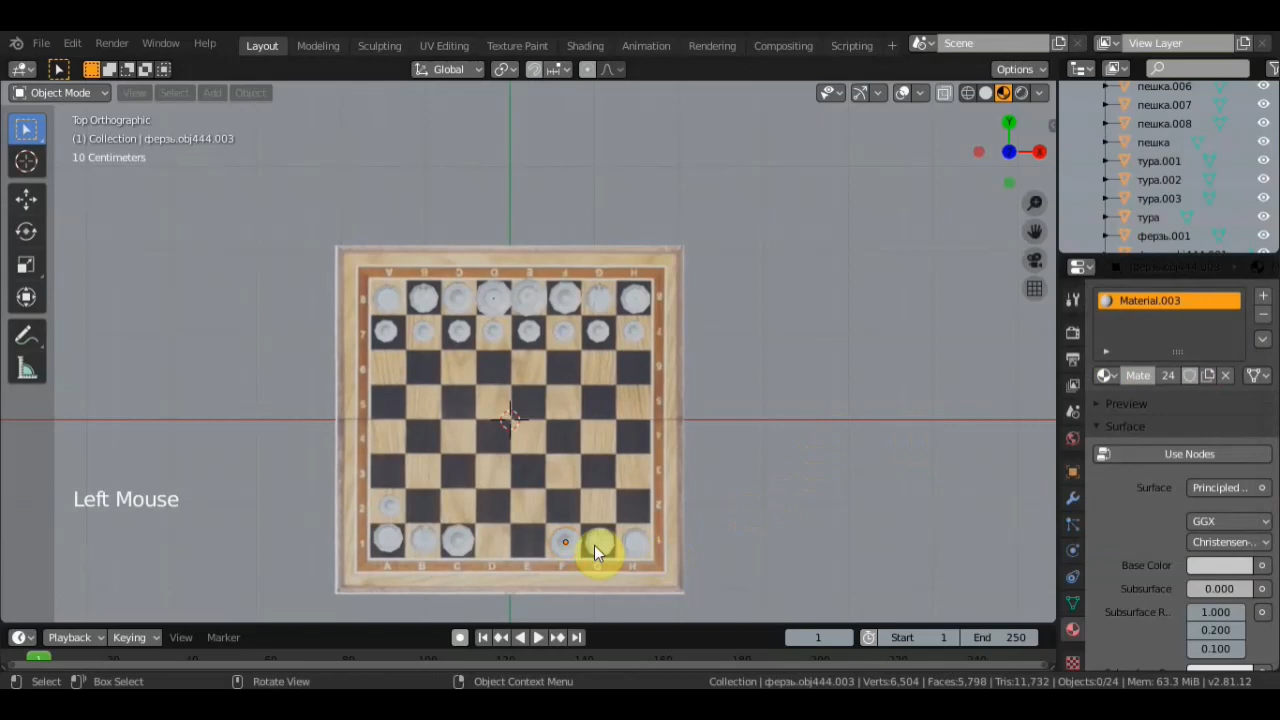 File Edit Render Window Help Layout Modeling Sculpting UV Editing Texture Paint Shading Animation Rendering Compositing Scripting + Scene View Layer
Global Options
Object Mode View Select Add Object
Top Orthographic
(1) Collection | ферзь.obj444.003
10 Centimeters
Y
X
Z
пешка.006
пешка.007
пешка.008
пешка
тура.001
тура.002
тура.003
тура
ферзь.001
Material.003
Mate 24
Preview
Surface
Use Nodes
Surface Principled ..
GGX
Christensen-..
Base Color
Subsurface 0.000
Subsurface R.. 1.000
0.200
0.100
Left Mouse
Playback Keying View Marker 1 Start 1 End 250
1
Select Box Select Rotate View Object Context Menu Collection | ферзь.obj444.003 | Verts:6,504 | Faces:5,798 | Tris:11,732 | Objects:0/24 | Mem: 63.3 MiB | v2.81.12